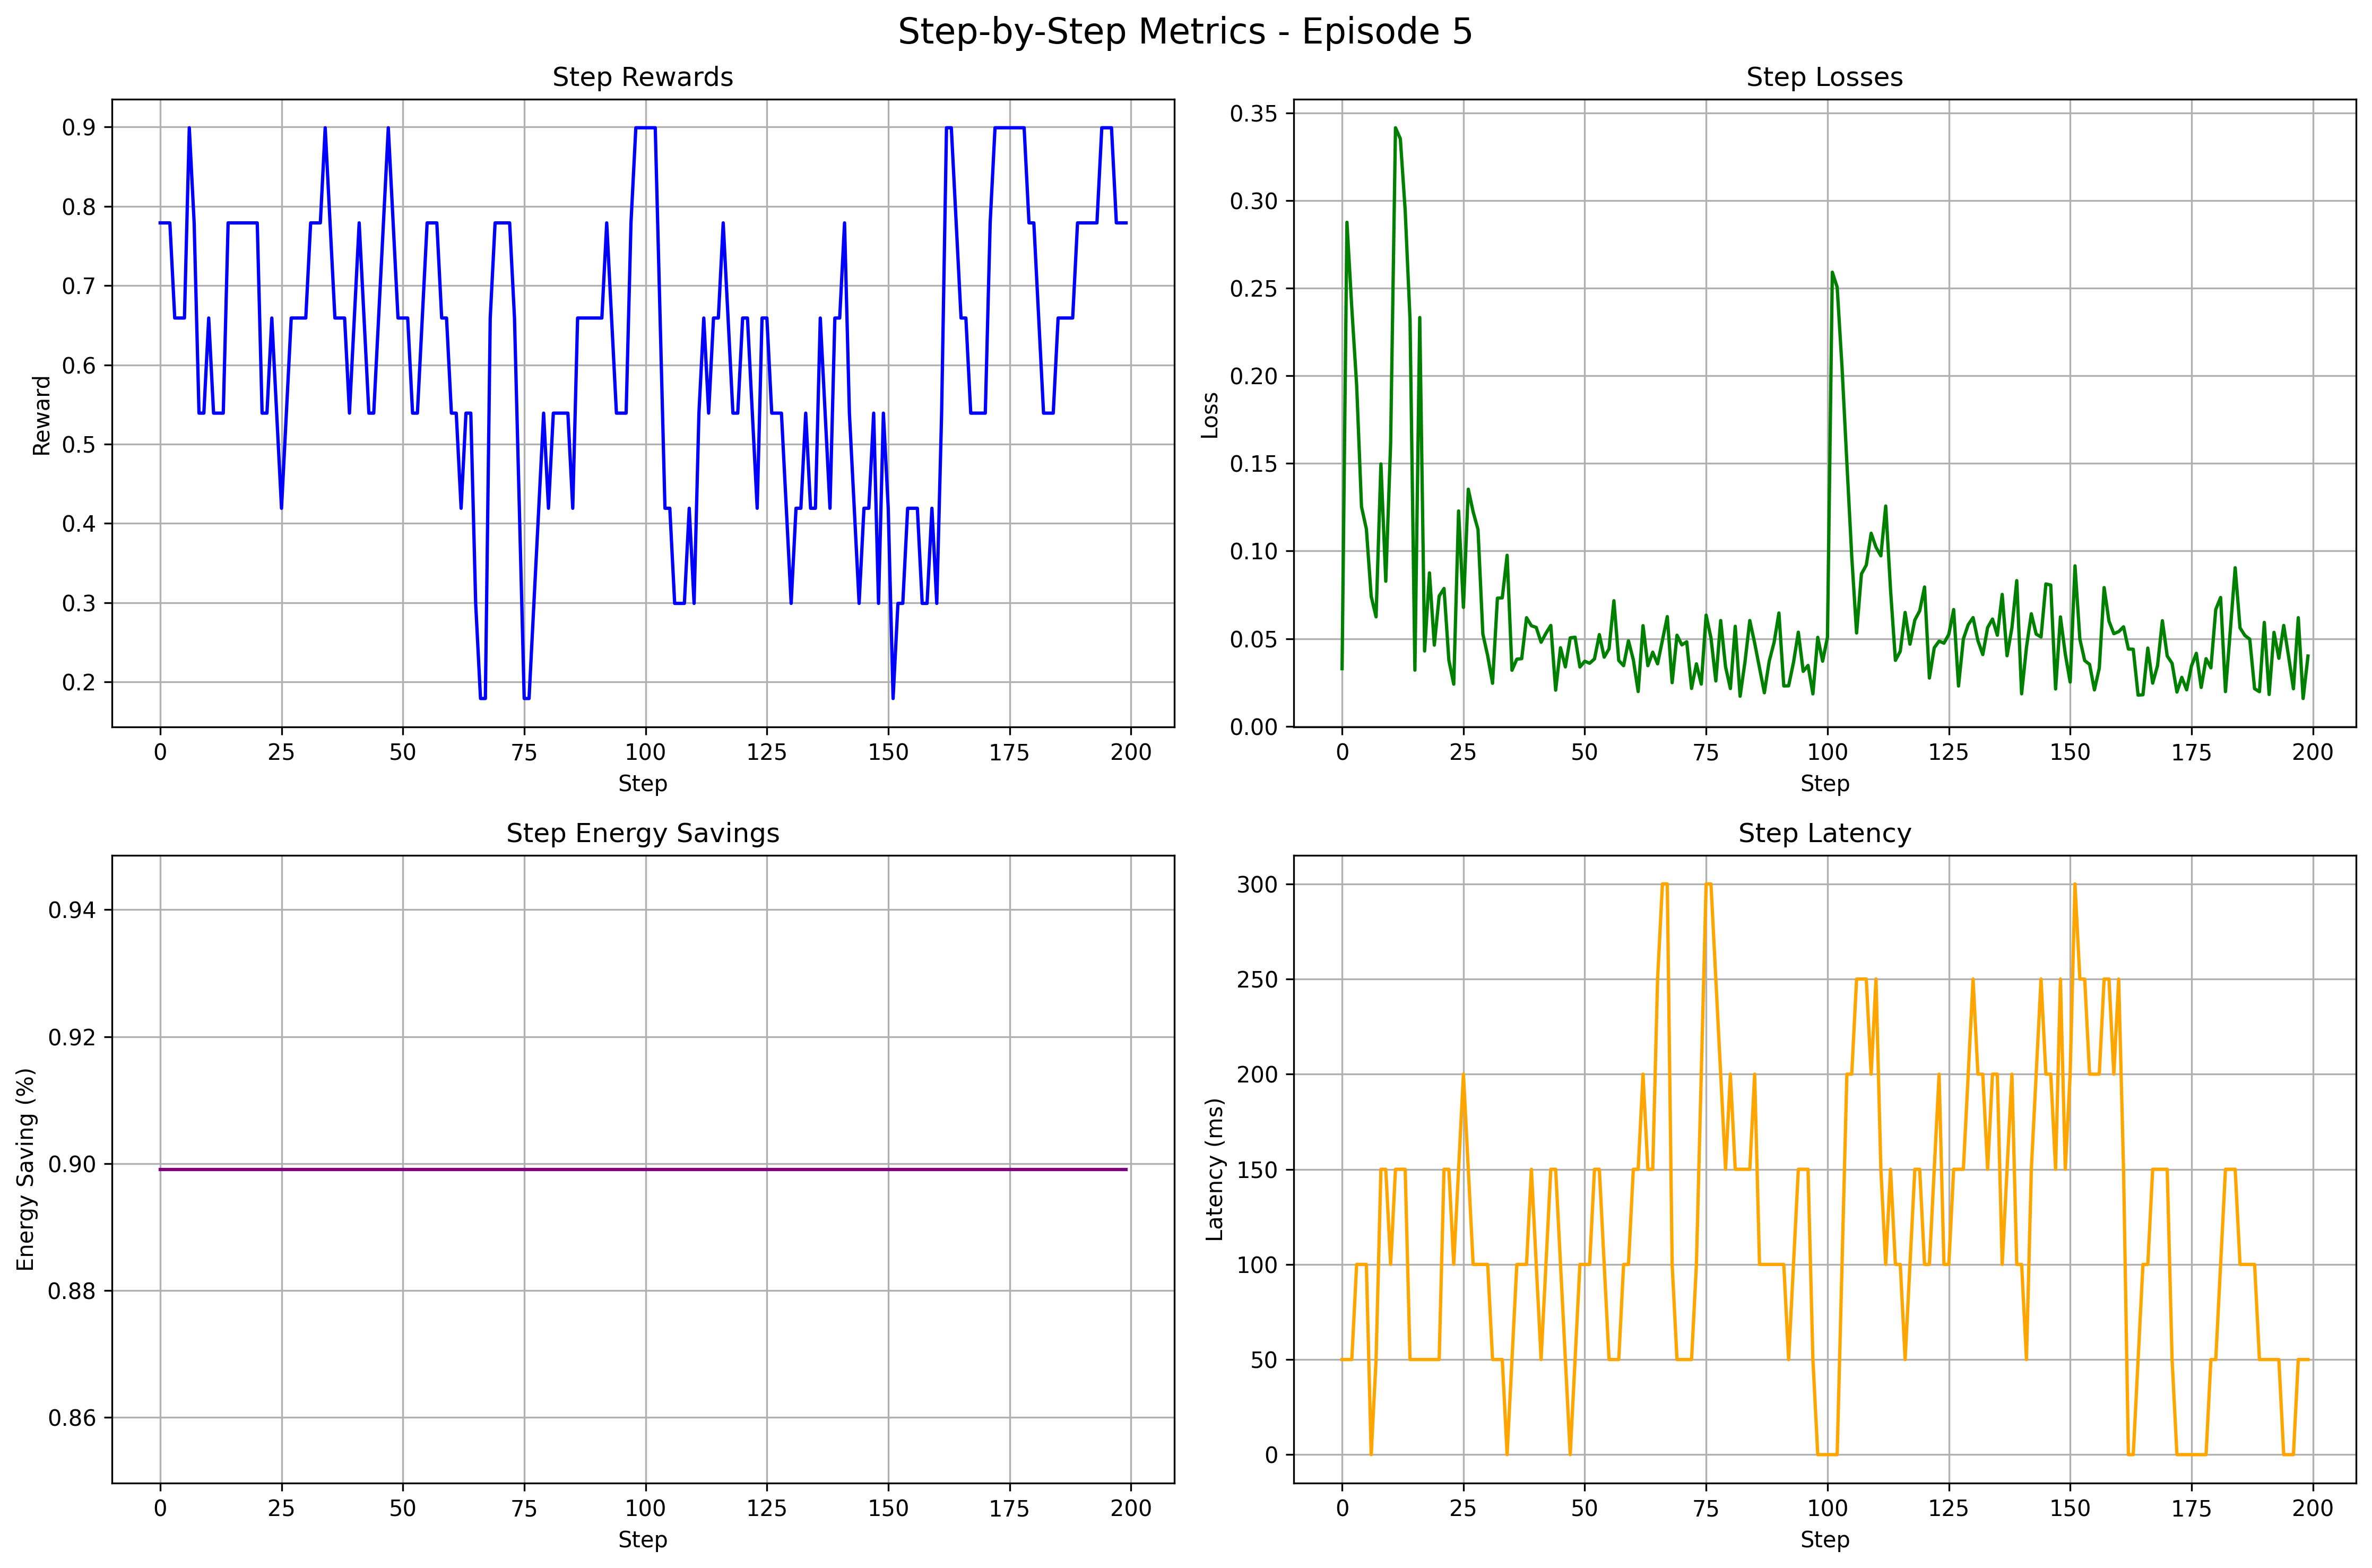 Step-by-Step Metrics - Episode 5
Step Rewards
Reward
0.9
0.8
0.7
0.6
0.5
0.4
0.3
0.2
0 25 50 75 100 125 150 175 200
Step
Step Losses
Loss
0.35
0.30
0.25
0.20
0.15
0.10
0.05
0.00
0 25 50 75 100 125 150 175 200
Step
Step Energy Savings
Energy Saving (%)
0.94
0.92
0.90
0.88
0.86
0 25 50 75 100 125 150 175 200
Step
Step Latency
Latency (ms)
300
250
200
150
100
50
0
0 25 50 75 100 125 150 175 200
Step